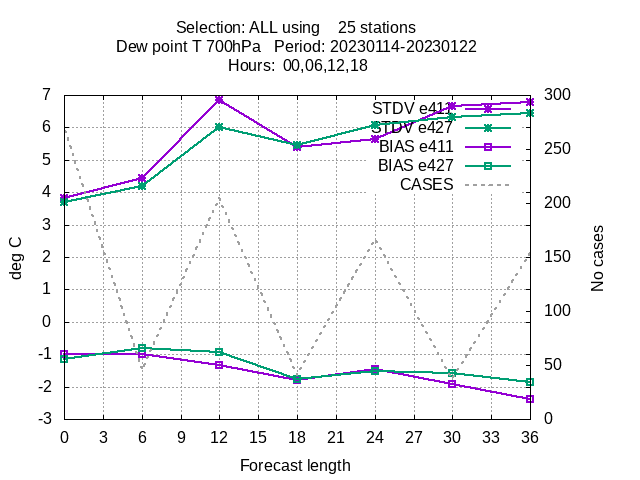 Selection: ALL using    25 stations
Dew point T 700hPa   Period: 20230114-20230122
Hours: 00,06,12,18
7
6
5
4
3
2
1
0
-1
-2
-3
300
250
200
150
100
50
0
deg C
No cases
STDV e411
STDV e427
BIAS e411
BIAS e427
CASES
0 3 6 9 12 15 18 21 24 27 30 33 36
Forecast length